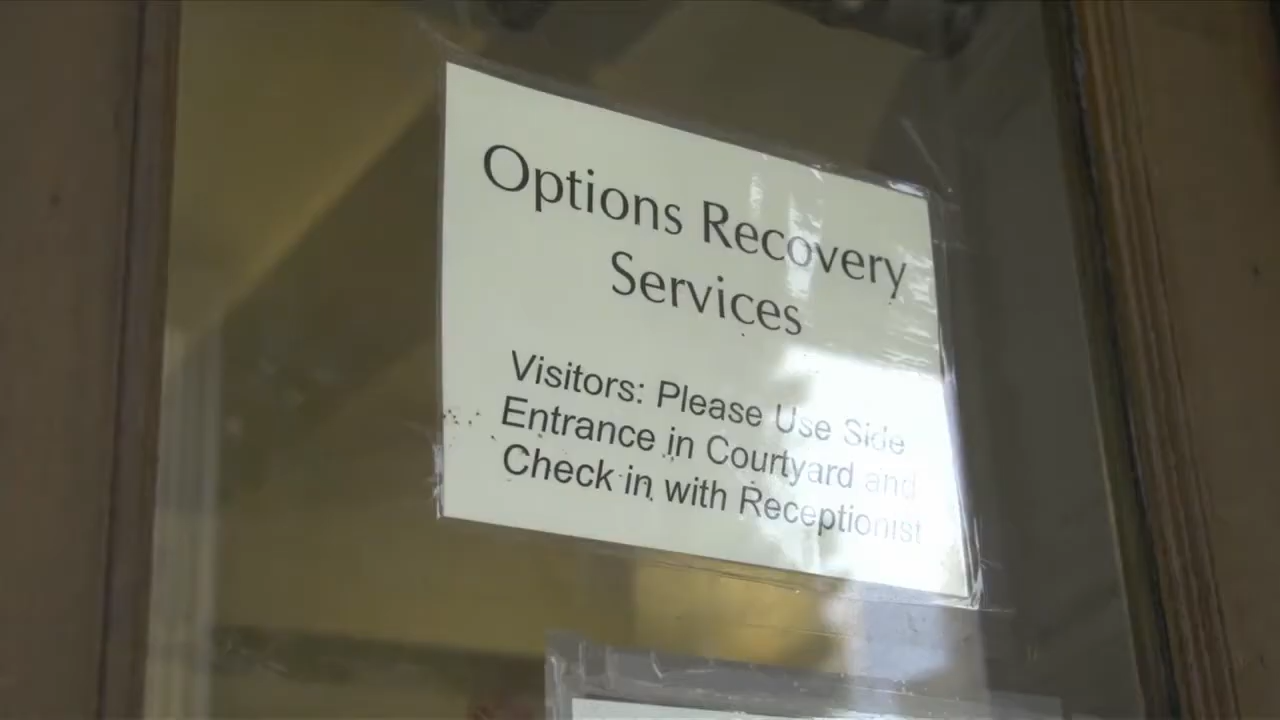 Options Recovery
Services
Visitors: Please Use Side
Entrance in Courtyard and
Check in with Receptionist